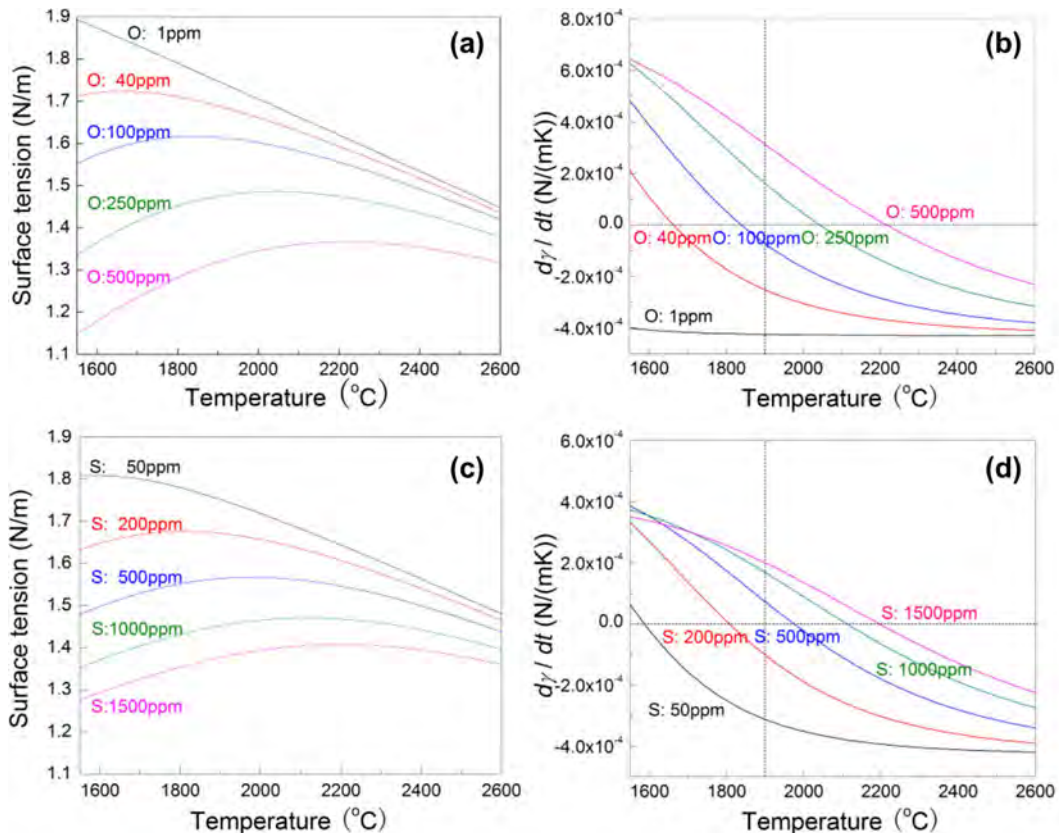 (a)
Surface tension (N/m)
1.9
1.8
1.7
1.6
1.5
1.4
1.3
1.2
1.1
O: 1ppm
O: 40ppm
O:100ppm
O:250ppm
O:500ppm
1600 1800 2000 2200 2400 2600
Temperature (°C)
(b)
dγ / dt (N/(mK))
8.0x10⁻⁴
6.0x10⁻⁴
4.0x10⁻⁴
2.0x10⁻⁴
0.0
-2.0x10⁻⁴
-4.0x10⁻⁴
O: 500ppm
O: 40ppm O: 100ppm O: 250ppm
O: 1ppm
1600 1800 2000 2200 2400 2600
Temperature (°C)
(c)
Surface tension (N/m)
1.9
1.8
1.7
1.6
1.5
1.4
1.3
1.2
1.1
S: 50ppm
S: 200ppm
S: 500ppm
S:1000ppm
S:1500ppm
1600 1800 2000 2200 2400 2600
Temperature (°C)
(d)
dγ / dt (N/(mK))
6.0x10⁻⁴
4.0x10⁻⁴
2.0x10⁻⁴
0.0
-2.0x10⁻⁴
-4.0x10⁻⁴
S: 1500ppm
S: 200ppm S: 500ppm
S: 1000ppm
S: 50ppm
1600 1800 2000 2200 2400 2600
Temperature (°C)